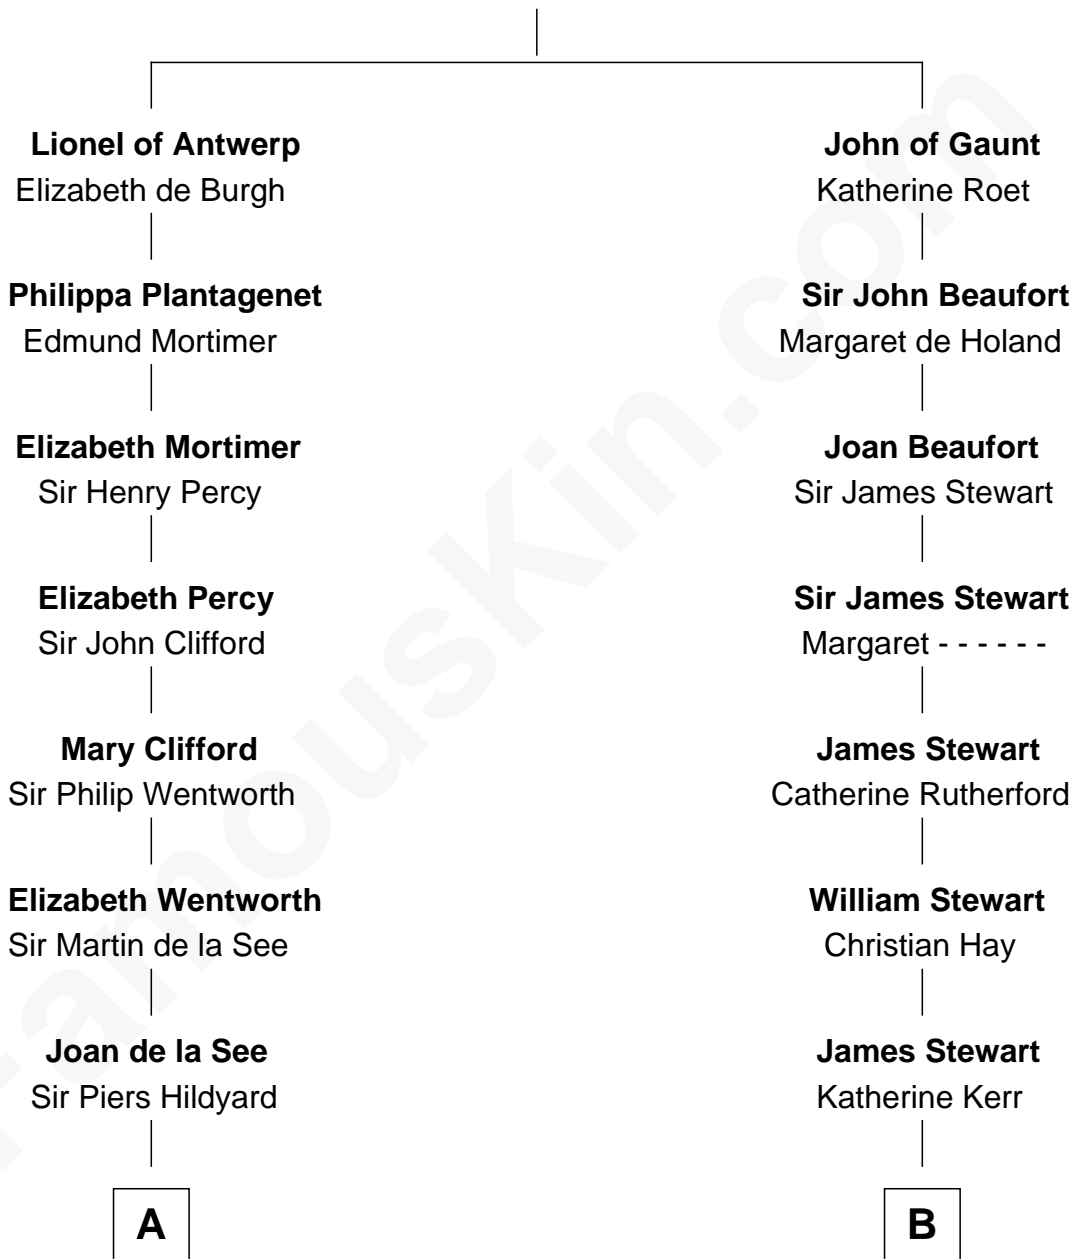 Lionel of Antwerp
Elizabeth de Burgh
Philippa Plantagenet
Edmund Mortimer
Elizabeth Mortimer
Sir Henry Percy
Elizabeth Percy
Sir John Clifford
Mary Clifford
Sir Philip Wentworth
Elizabeth Wentworth
Sir Martin de la See
Joan de la See
Sir Piers Hildyard
A
John of Gaunt
Katherine Roet
Sir John Beaufort
Margaret de Holand
Joan Beaufort
Sir James Stewart
Sir James Stewart
Margaret - - - - - -
James Stewart
Catherine Rutherford
William Stewart
Christian Hay
James Stewart
Katherine Kerr
B
FamousKin.com